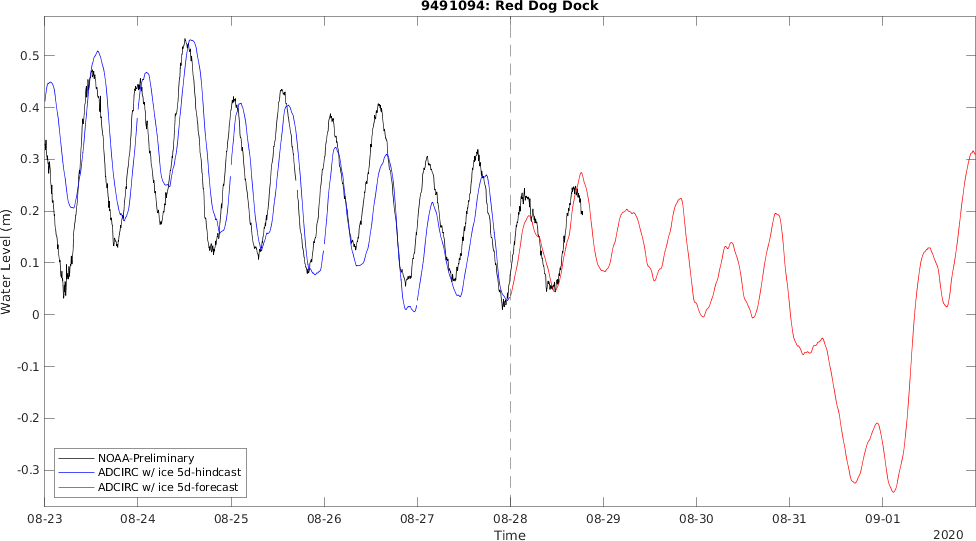 9491094: Red Dog Dock
Water Level (m)
0.5
0.4
0.3
0.2
0.1
0
-0.1
-0.2
-0.3
NOAA-Preliminary
ADCIRC w/ ice 5d-hindcast
ADCIRC w/ ice 5d-forecast
08-23 08-24 08-25 08-26 08-27 08-28 08-29 08-30 08-31 09-01
Time
2020